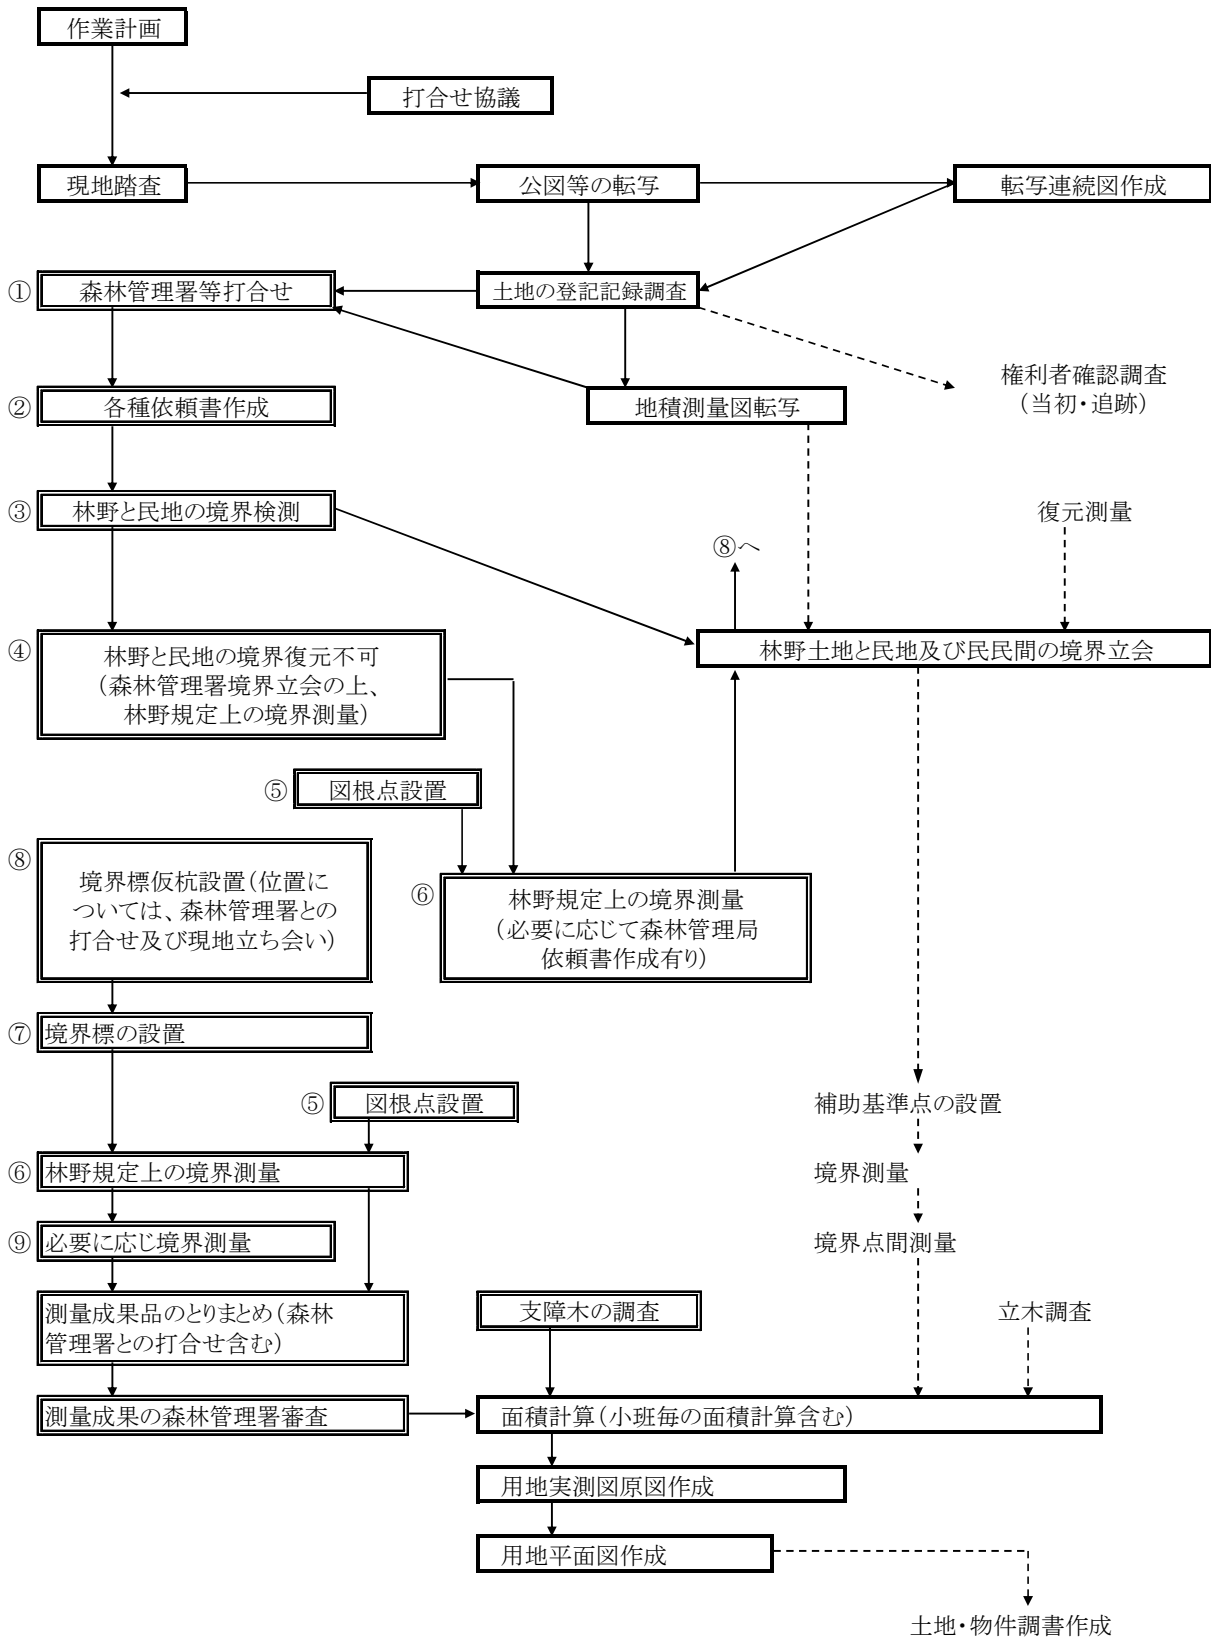 作業計画
打合せ協議
現地踏査
公図等の転写
転写連続図作成
① 森林管理署等打合せ
土地の登記記録調査
権利者確認調査
（当初・追跡）
② 各種依頼書作成
地積測量図転写
③ 林野と民地の境界検測
復元測量
⑧へ
④ 林野と民地の境界復元不可
（森林管理署境界立会の上、
林野規定上の境界測量）
林野土地と民地及び民民間の境界立会
⑤ 図根点設置
⑧ 境界標仮杭設置（位置に
ついては、森林管理署との
打合せ及び現地立ち会い）
⑥ 林野規定上の境界測量
（必要に応じて森林管理局
依頼書作成有り）
⑦ 境界標の設置
⑤ 図根点設置
補助基準点の設置
⑥ 林野規定上の境界測量
境界測量
⑨ 必要に応じ境界測量
境界点間測量
測量成果品のとりまとめ（森林
管理署との打合せ含む）
支障木の調査
立木調査
測量成果の森林管理署審査
面積計算（小班毎の面積計算含む）
用地実測図原図作成
用地平面図作成
土地・物件調書作成